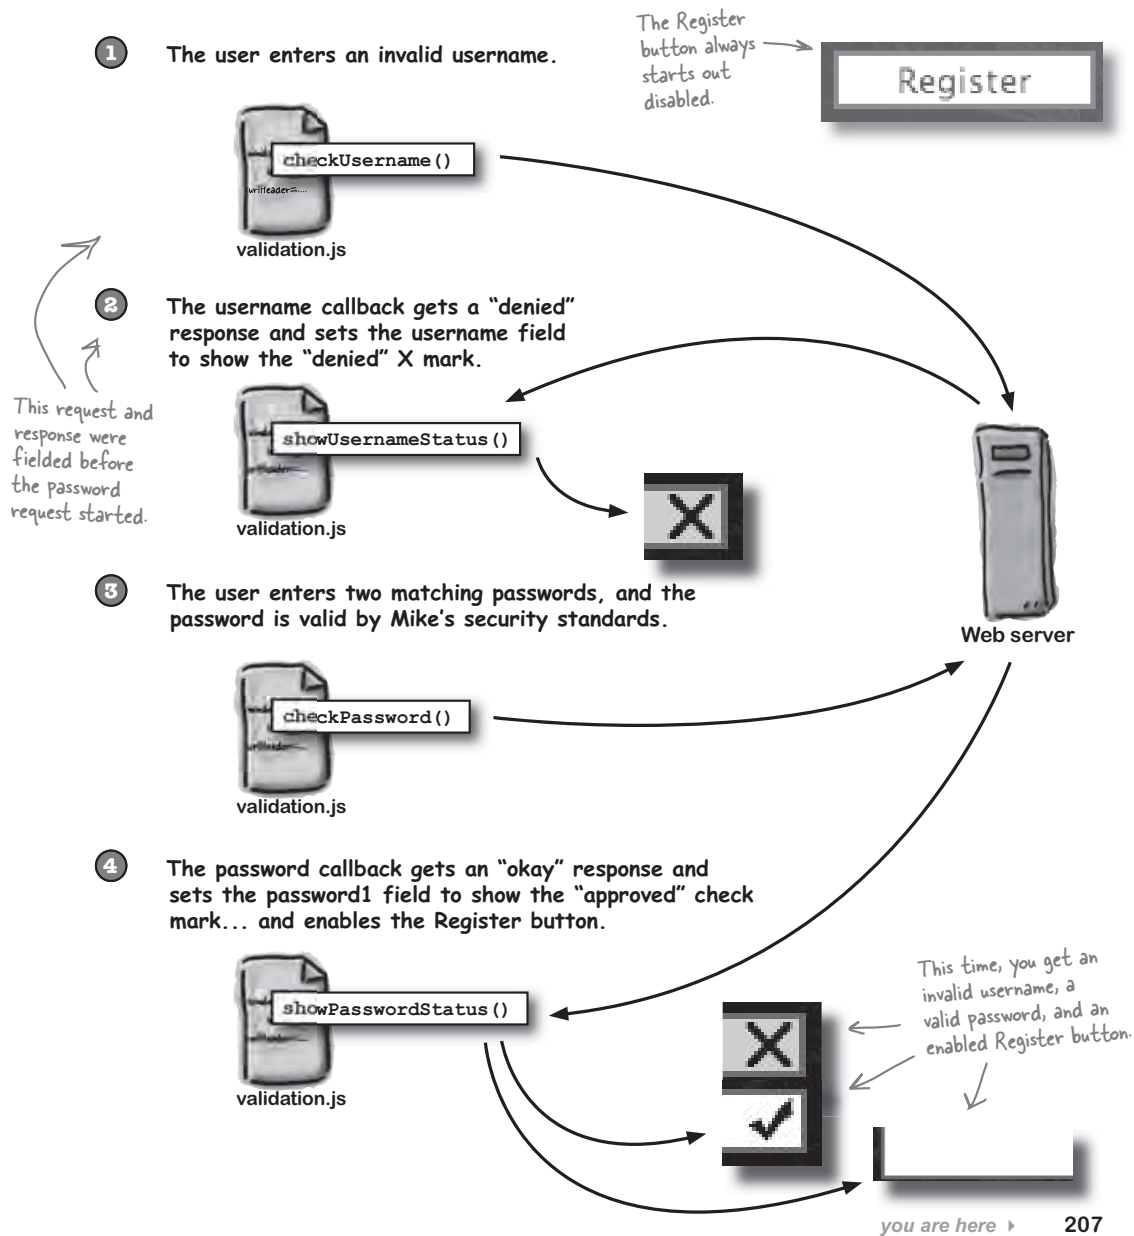 1
The user enters an invalid username.
The Register
button always
starts out
disabled.
Register
checkUsername()
urlHeader=....
validation.js
2
The username callback gets a “denied”
response and sets the username field
to show the “denied” X mark.
This request and
response were
fielded before
the password
request started.
showUsernameStatus()
validation.js
3
The user enters two matching passwords, and the
password is valid by Mike’s security standards.
Web server
checkPassword()
validation.js
4
The password callback gets an “okay” response and
sets the password1 field to show the “approved” check
mark... and enables the Register button.
showPasswordStatus()
validation.js
This time, you get an
invalid username, a
valid password, and an
enabled Register button.
you are here
207